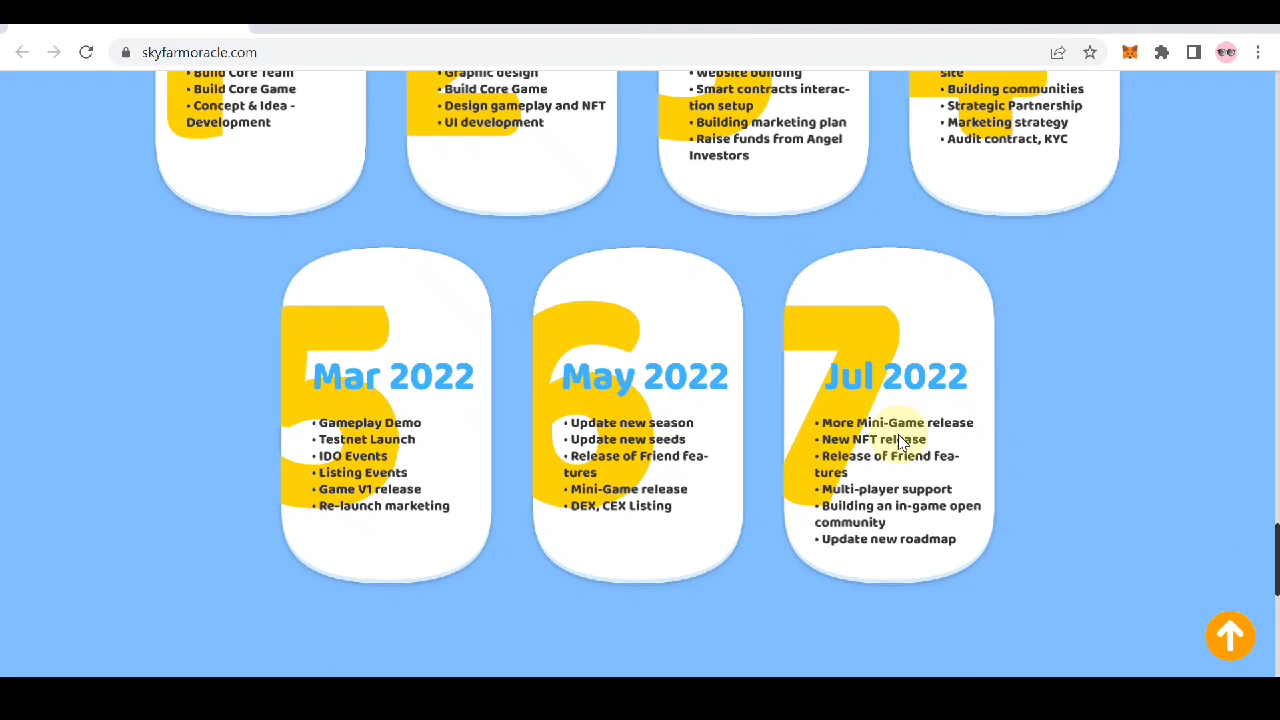 skyfarmoracle.com
• Build Core Team
• Build Core Game
• Concept & Idea -
Development
• Graphic design
• Build Core Game
• Design gameplay and NFT
• UI development
• Website building
• Smart contracts interac-
tion setup
• Building marketing plan
• Raise funds from Angel
Investors
site
• Building communities
• Strategic Partnership
• Marketing strategy
• Audit contract, KYC
5
Mar 2022
• Gameplay Demo
• Testnet Launch
• IDO Events
• Listing Events
• Game V1 release
• Re-launch marketing
6
May 2022
• Update new season
• Update new seeds
• Release of Friend fea-
tures
• Mini-Game release
• DEX, CEX Listing
7
Jul 2022
• More Mini-Game release
• New NFT release
• Release of Friend fea-
tures
• Multi-player support
• Building an in-game open
community
• Update new roadmap